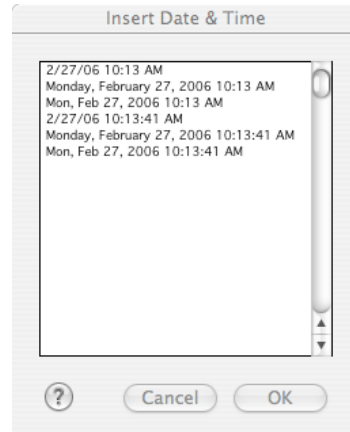 Insert Date & Time
2/27/06 10:13 AM
Monday, February 27, 2006 10:13 AM
Mon, Feb 27, 2006 10:13 AM
2/27/06 10:13:41 AM
Monday, February 27, 2006 10:13:41 AM
Mon, Feb 27, 2006 10:13:41 AM
? Cancel OK